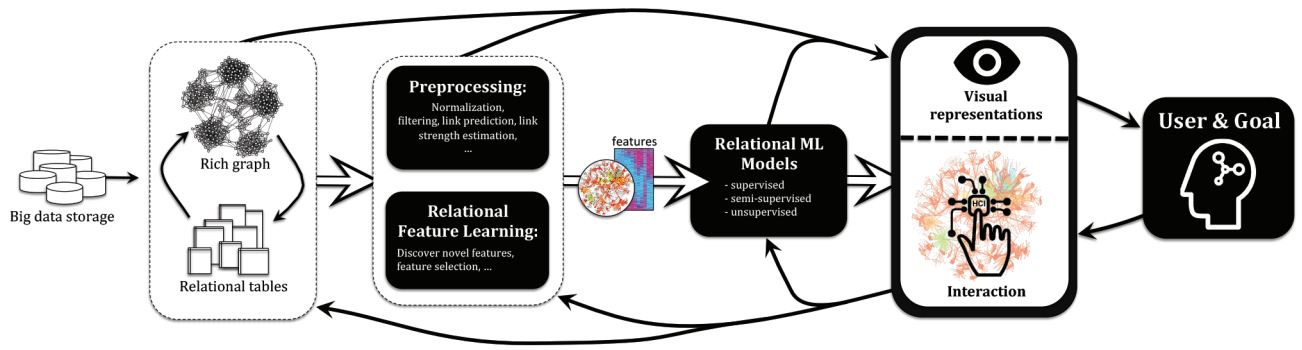 Big data storage
Rich graph
Relational tables
Preprocessing:
Normalization,
filtering, link prediction, link
strength estimation,
...
Relational
Feature Learning:
Discover novel features,
feature selection, ...
features
Relational ML
Models
- supervised
- semi-supervised
- unsupervised
Visual
representations
HCI
Interaction
User & Goal